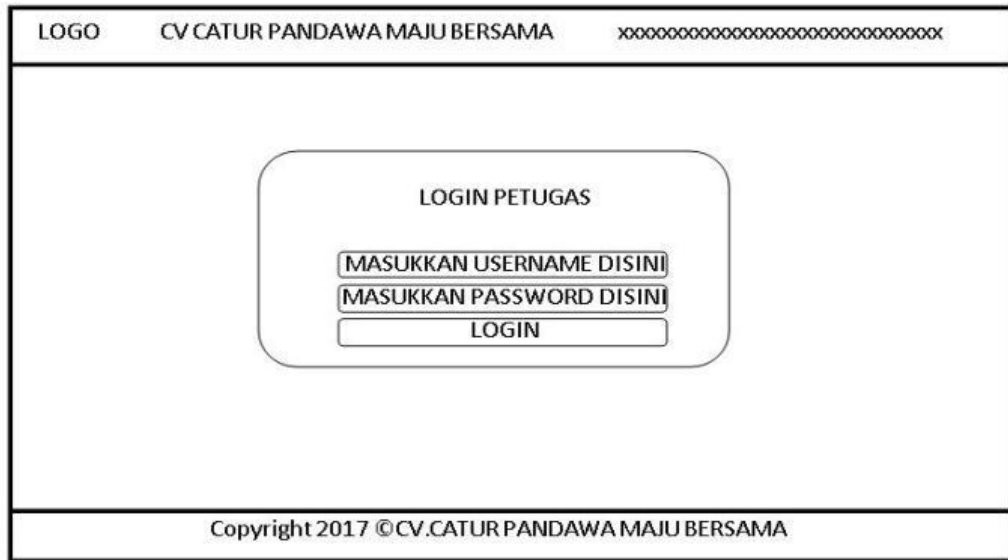 LOGO CV CATUR PANDAWA MAJU BERSAMA xxxxxxxxxxxxxxxxxxxxxxxxxxxxxx
LOGIN PETUGAS
MASUKKAN USERNAME DISINI
MASUKKAN PASSWORD DISINI
LOGIN
Copyright 2017 ©CV.CATUR PANDAWA MAJU BERSAMA